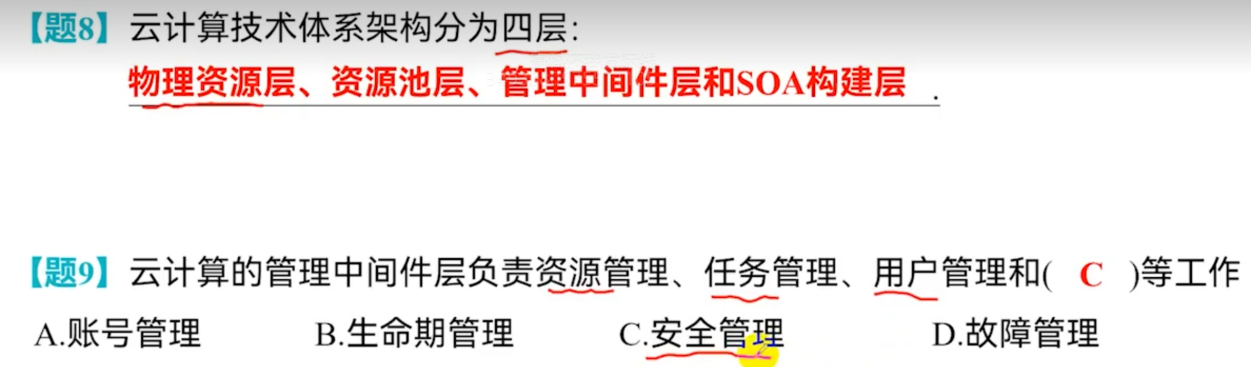 【题8】云计算技术体系架构分为四层：
物理资源层、资源池层、管理中间件层和SOA构建层.
【题9】云计算的管理中间件层负责资源管理、任务管理、用户管理和( C )等工作
A.账号管理 B.生命期管理 C.安全管理 D.故障管理